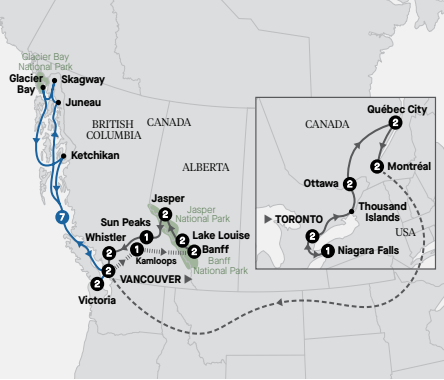 Glacier Bay
National Park
Glacier
Bay
Skagway
Juneau
BRITISH
COLUMBIA
CANADA
Ketchikan
ALBERTA
7
Jasper
2
Jasper
National Park
Sun Peaks
1
Whistler
2
Lake Louise
2
1
Kamloops
2
Banff
Banff
National Park
2
VANCOUVER
2
Victoria
CANADA
Québec City
2
2
Montréal
Ottawa
2
Thousand
Islands
TORONTO
2
USA
1
Niagara Falls